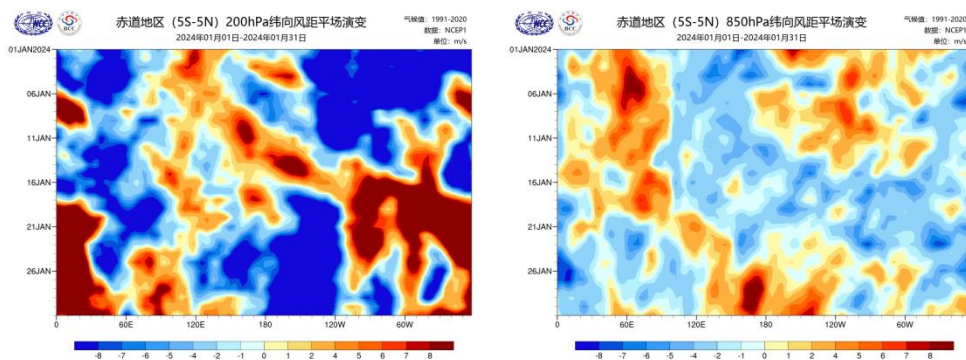 NCC
BCC
赤道地区（5S-5N）200hPa纬向风距平场演变
2024年01月01日-2024年01月31日
气候值：1991-2020
数据：NCEP1
单位：m/s
01JAN2024
06JAN
11JAN
16JAN
21JAN
26JAN
0 60E 120E 180 120W 60W
-8 -7 -6 -5 -4 -2 -1 0 1 2 4 5 6 7 8
NCC
BCC
赤道地区（5S-5N）850hPa纬向风距平场演变
2024年01月01日-2024年01月31日
气候值：1991-2020
数据：NCEP1
单位：m/s
01JAN2024
06JAN
11JAN
16JAN
21JAN
26JAN
0 60E 120E 180 120W 60W
-8 -7 -6 -5 -4 -2 -1 0 1 2 4 5 6 7 8